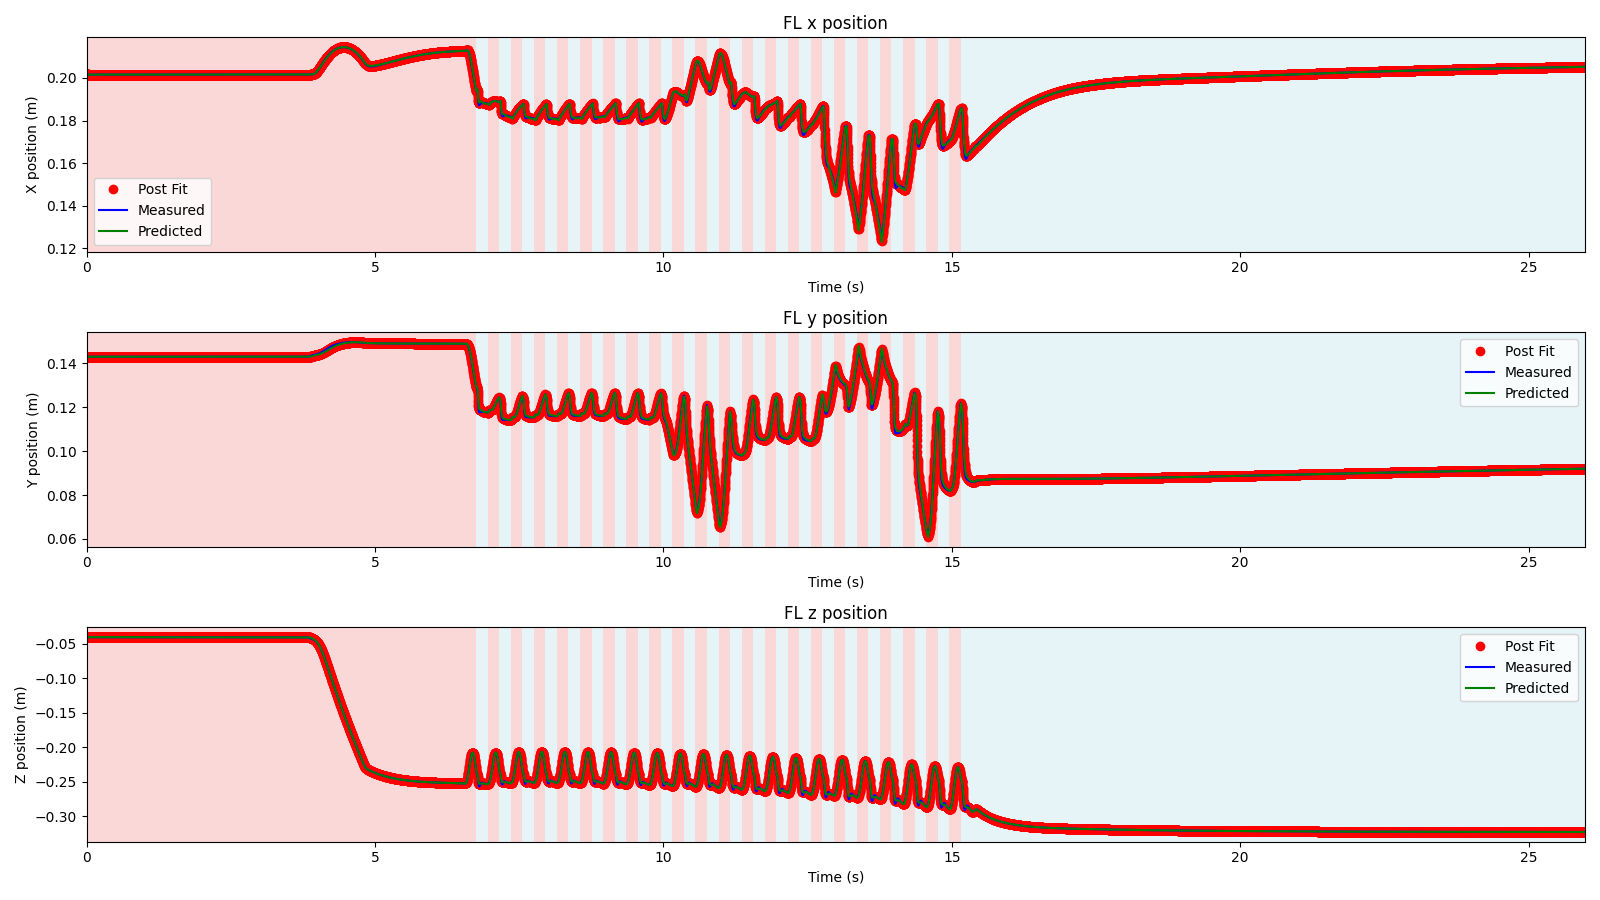 FL x position
X position (m)
0.20
0.18
0.16
0.14
0.12
Post Fit
Measured
Predicted
0 5 10 15 20 25
Time (s)
FL y position
Y position (m)
0.14
0.12
0.10
0.08
0.06
Post Fit
Measured
Predicted
0 5 10 15 20 25
Time (s)
FL z position
Z position (m)
−0.05
−0.10
−0.15
−0.20
−0.25
−0.30
Post Fit
Measured
Predicted
0 5 10 15 20 25
Time (s)